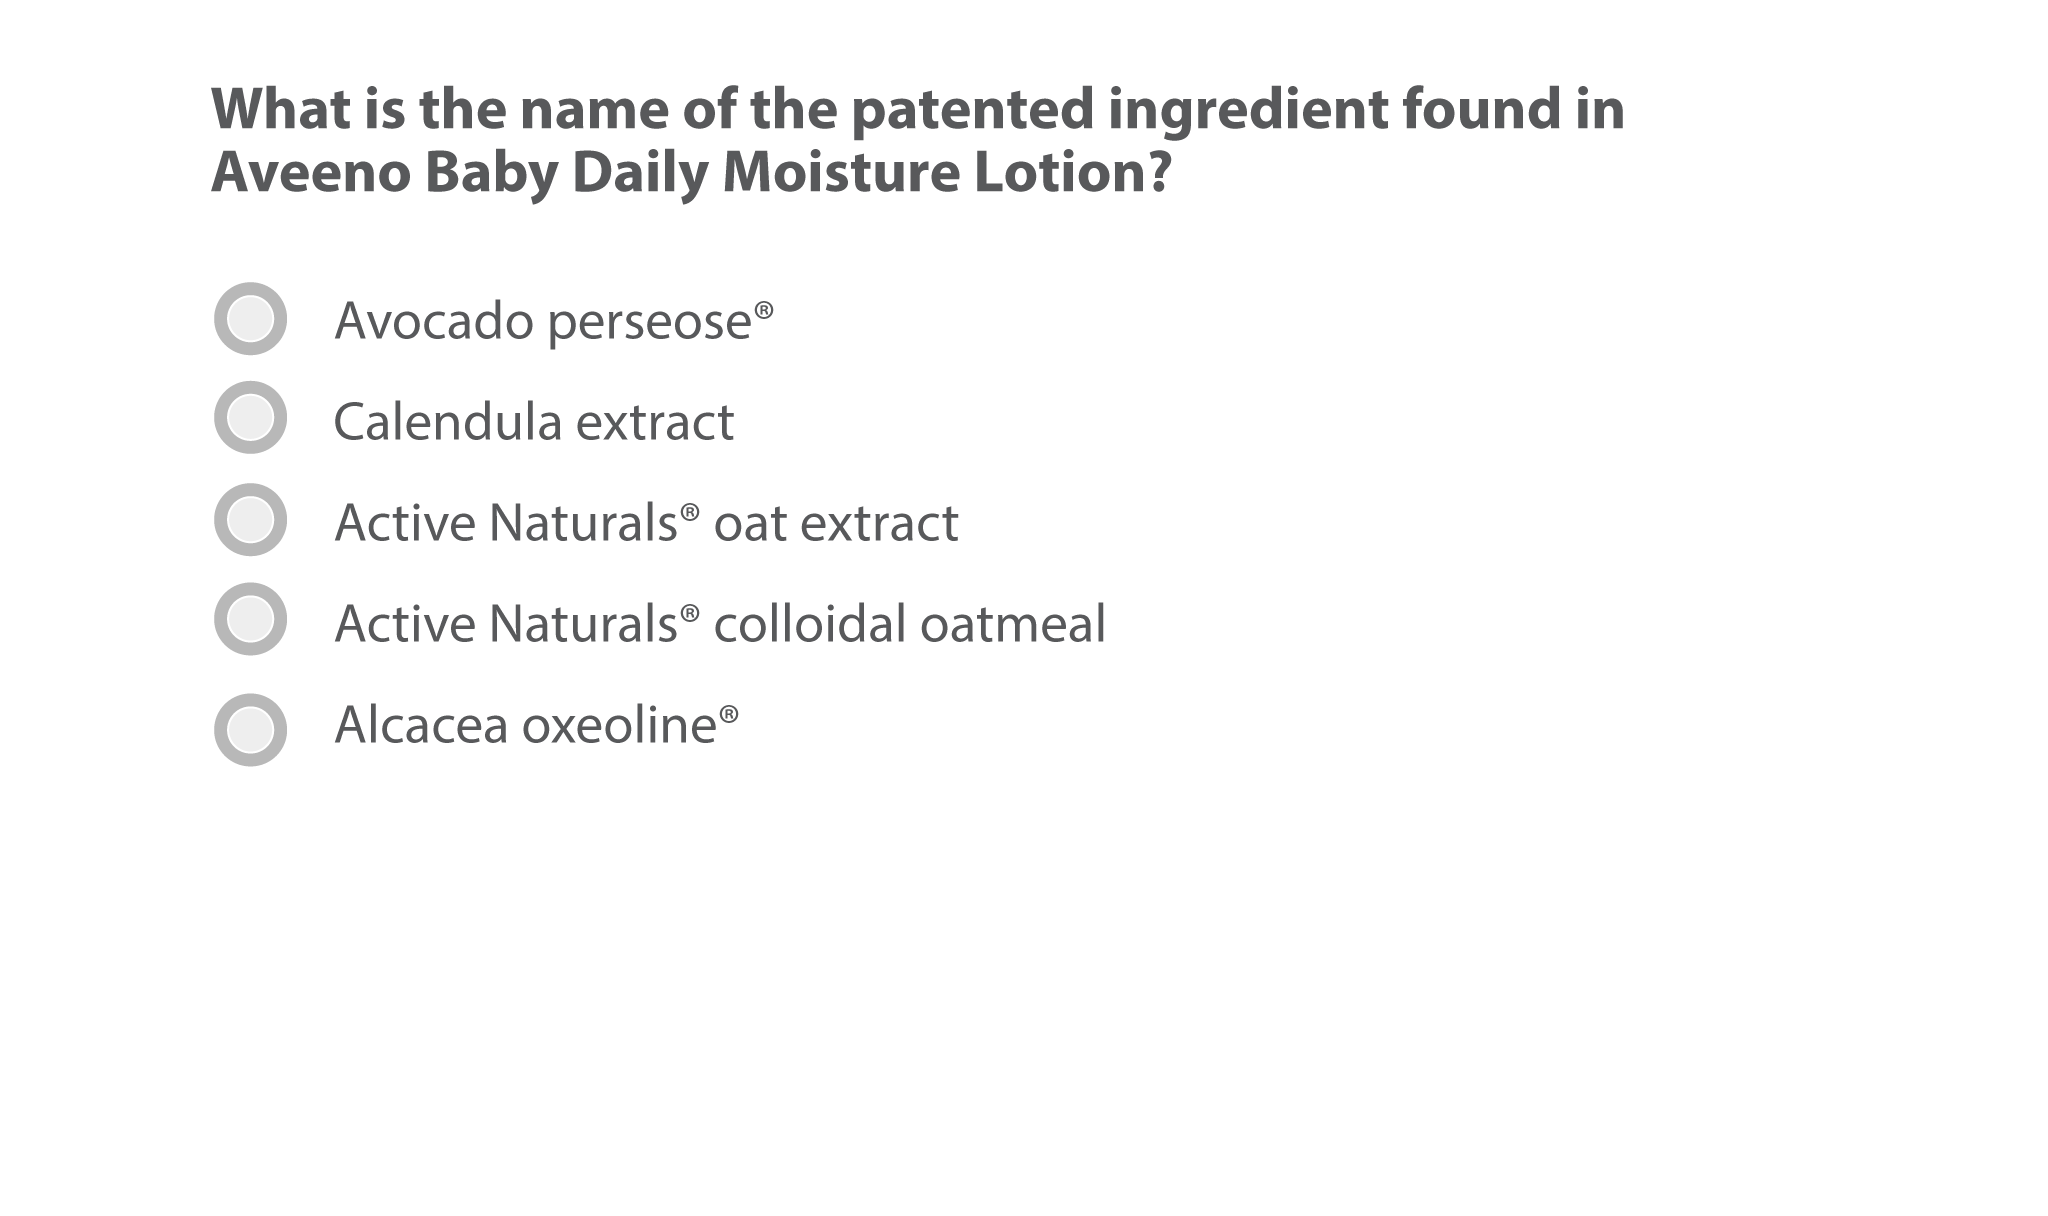 What is the name of the patented ingredient found in
Aveeno Baby Daily Moisture Lotion?
Avocado perseose®
Calendula extract
Active Naturals® oat extract
Active Naturals® colloidal oatmeal
Alcacea oxeoline®